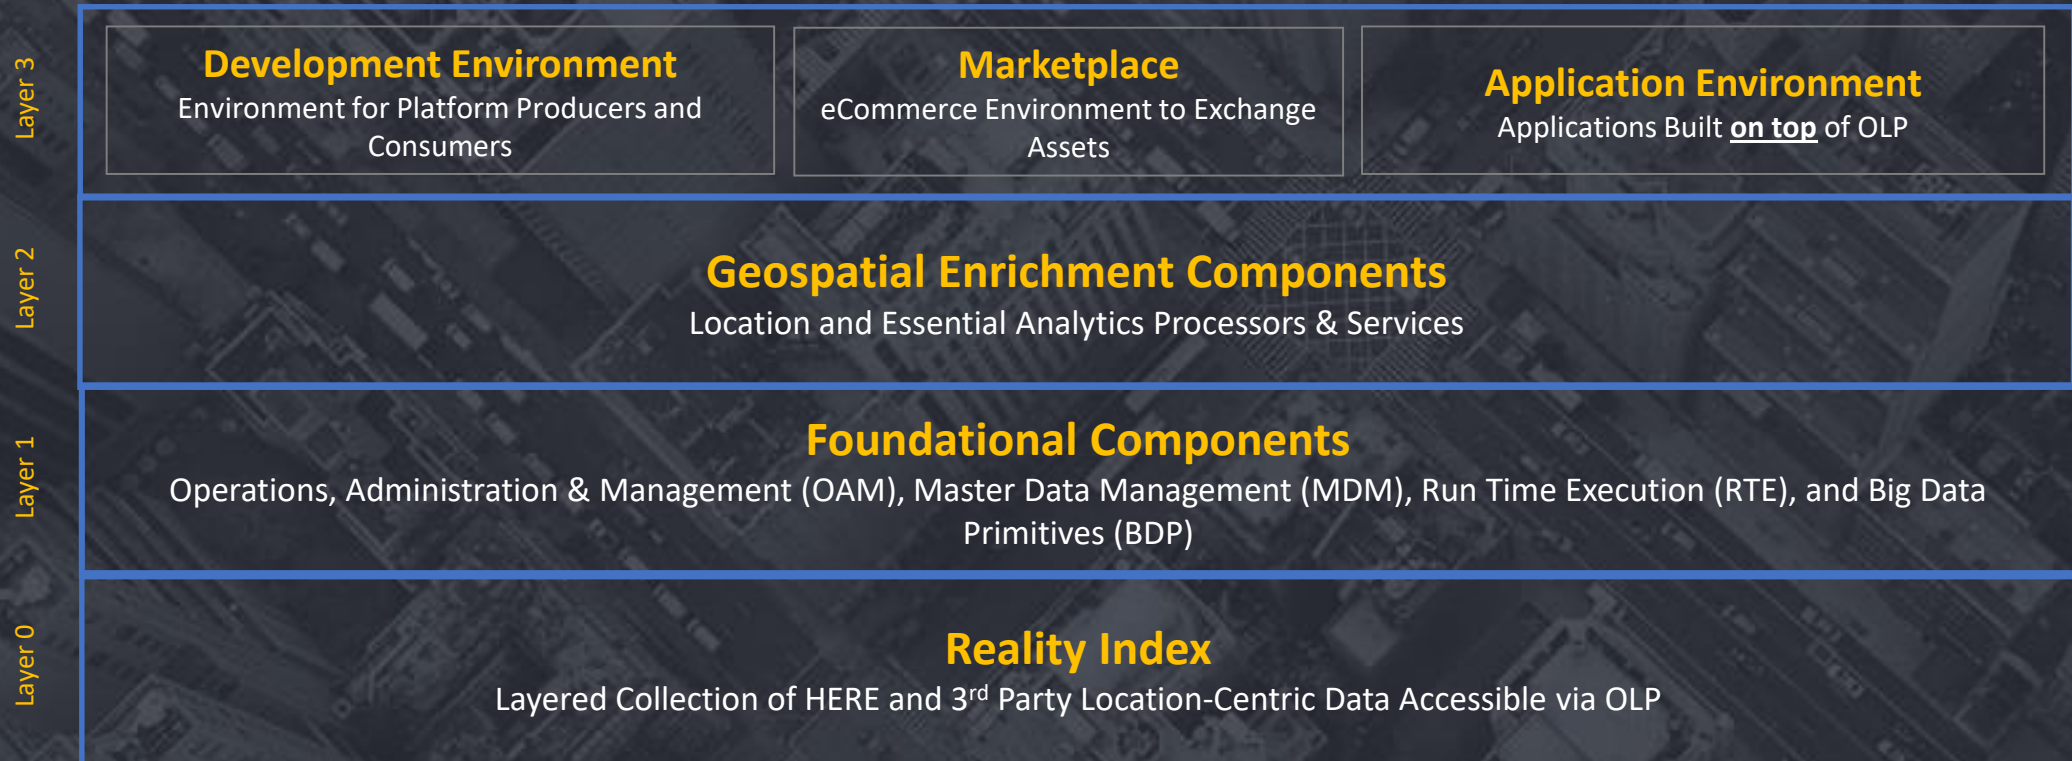 Layer 3
Development Environment
Environment for Platform Producers and
Consumers
Marketplace
eCommerce Environment to Exchange
Assets
Application Environment
Applications Built on top of OLP
Layer 2
Geospatial Enrichment Components
Location and Essential Analytics Processors & Services
Layer 1
Foundational Components
Operations, Administration & Management (OAM), Master Data Management (MDM), Run Time Execution (RTE), and Big Data
Primitives (BDP)
Layer 0
Reality Index
Layered Collection of HERE and 3rd Party Location-Centric Data Accessible via OLP